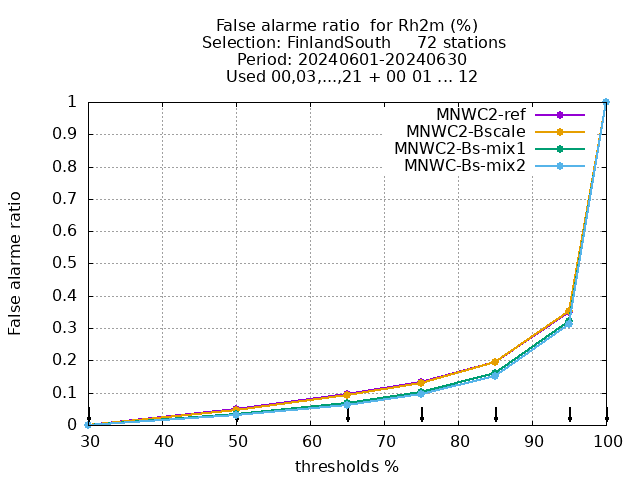 False alarme ratio  for Rh2m (%)
Selection: FinlandSouth     72 stations
Period: 20240601-20240630
Used 00,03,...,21 + 00 01 ... 12
MNWC2-ref
MNWC2-Bscale
MNWC2-Bs-mix1
MNWC-Bs-mix2
False alarme ratio
1
0.9
0.8
0.7
0.6
0.5
0.4
0.3
0.2
0.1
0
30 40 50 60 70 80 90 100
thresholds %